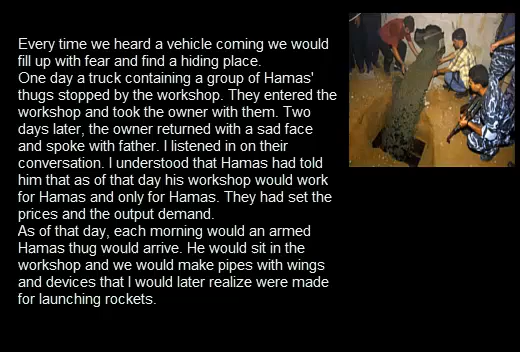 Every time we heard a vehicle coming we would
fill up with fear and find a hiding place.
One day a truck containing a group of Hamas'
thugs stopped by the workshop. They entered the
workshop and took the owner with them. Two
days later, the owner returned with a sad face
and spoke with father. I listened in on their
conversation. I understood that Hamas had told
him that as of that day his workshop would work
for Hamas and only for Hamas. They had set the
prices and the output demand.
As of that day, each morning would an armed
Hamas thug would arrive. He would sit in the
workshop and we would make pipes with wings
and devices that I would later realize were made
for launching rockets.